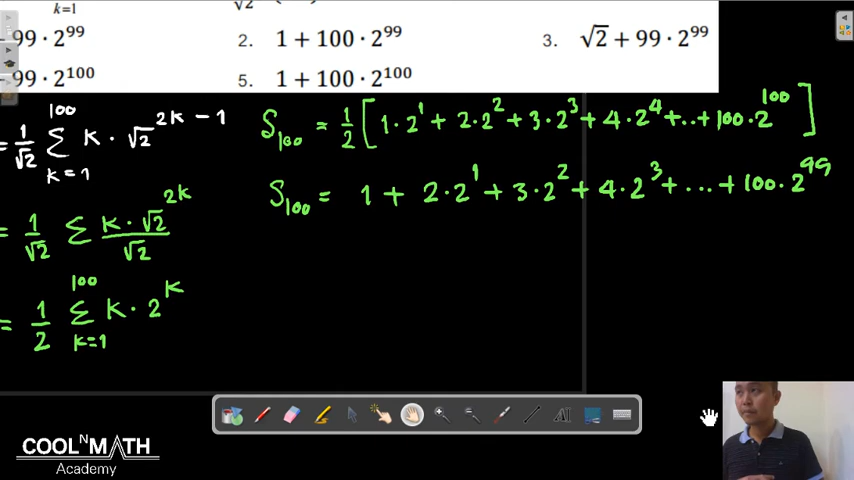 k=1
99 · 2^99
2. 1 + 100 · 2^99
3. √2 + 99 · 2^99
99 · 2^100
5. 1 + 100 · 2^100
= 1/√2 Σ_{k=1}^{100} k · √2^{2k-1}
= 1/√2 Σ k · √2^{2k}/√2
= 1/2 Σ_{k=1}^{100} k · 2^k
S_100 = 1/2 [1·2^1 + 2·2^2 + 3·2^3 + 4·2^4 + .. + 100·2^100]
S_100 = 1 + 2·2^1 + 3·2^2 + 4·2^3 + ... + 100·2^99
COOL^N MATH
Academy